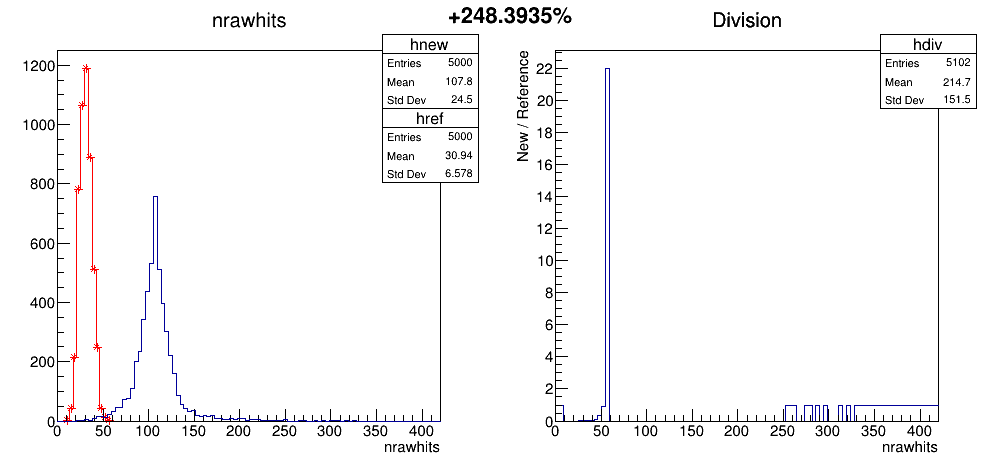 +248.3935%
nrawhits
hnew
Entries 5000
Mean 107.8
Std Dev 24.5
href
Entries 5000
Mean 30.94
Std Dev 6.578
1200
1000
800
600
400
200
0
0 50 100 150 200 250 300 350 400
nrawhits
Division
hdiv
Entries 5102
Mean 214.7
Std Dev 151.5
New / Reference
22
20
18
16
14
12
10
8
6
4
2
0
0 50 100 150 200 250 300 350 400
nrawhits